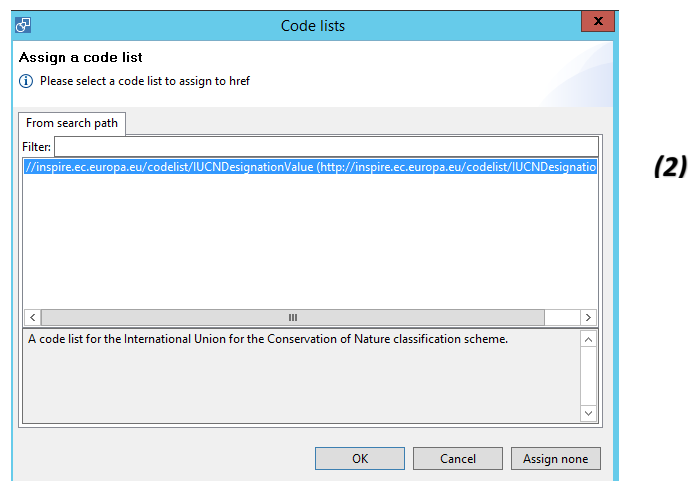 Code lists
x
Assign a code list
Please select a code list to assign to href
From search path
Filter:
//inspire.ec.europa.eu/codelist/IUCNDesignationValue (http://inspire.ec.europa.eu/codelist/IUCNDesignatio
(2)
A code list for the International Union for the Conservation of Nature classification scheme.
OK Cancel Assign none